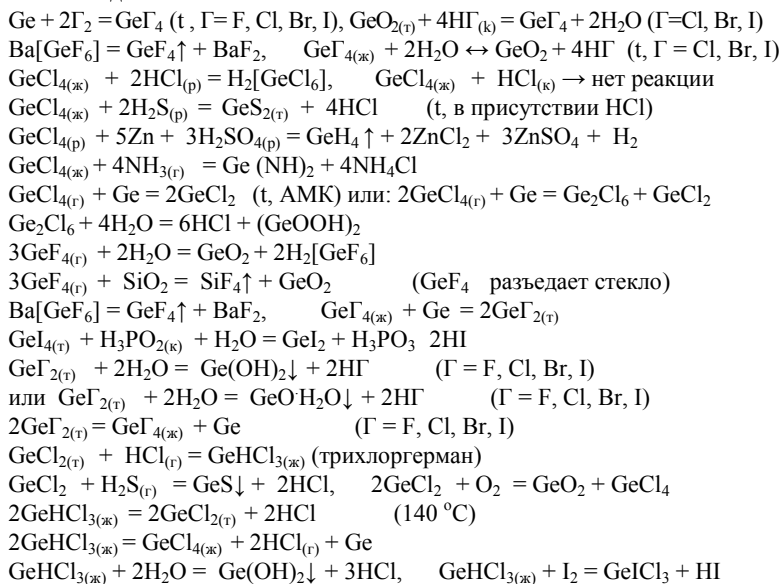 Ge + 2Г₂ = GeГ₄ (t , Г= F, Cl, Br, I), GeO₂₍ₜ₎ + 4HГ₍ₖ₎ = GeГ₄ + 2H₂O (Г=Cl, Br, I)
Ba[GeF₆] = GeF₄↑ + BaF₂, GeГ₄₍ж₎ + 2H₂O ↔ GeO₂ + 4HГ (t, Г = Cl, Br, I)
GeCl₄₍ж₎ + 2HCl₍р₎ = H₂[GeCl₆], GeCl₄₍ж₎ + HCl₍к₎ → нет реакции
GeCl₄₍ж₎ + 2H₂S₍р₎ = GeS₂₍т₎ + 4HCl (t, в присутствии HCl)
GeCl₄₍р₎ + 5Zn + 3H₂SO₄₍р₎ = GeH₄ ↑ + 2ZnCl₂ + 3ZnSO₄ + H₂
GeCl₄₍ж₎ + 4NH₃₍г₎ = Ge (NH)₂ + 4NH₄Cl
GeCl₄₍г₎ + Ge = 2GeCl₂ (t, АМК) или: 2GeCl₄₍г₎ + Ge = Ge₂Cl₆ + GeCl₂
Ge₂Cl₆ + 4H₂O = 6HCl + (GeOOH)₂
3GeF₄₍г₎ + 2H₂O = GeO₂ + 2H₂[GeF₆]
3GeF₄₍г₎ + SiO₂ = SiF₄↑ + GeO₂ (GeF₄ разъедает стекло)
Ba[GeF₆] = GeF₄↑ + BaF₂, GeГ₄₍ж₎ + Ge = 2GeГ₂₍т₎
GeI₄₍т₎ + H₃PO₂₍к₎ + H₂O = GeI₂ + H₃PO₃ 2HI
GeГ₂₍т₎ + 2H₂O = Ge(OH)₂↓ + 2HГ (Г = F, Cl, Br, I)
или GeГ₂₍т₎ + 2H₂O = GeO·H₂O↓ + 2HГ (Г = F, Cl, Br, I)
2GeГ₂₍т₎ = GeГ₄₍ж₎ + Ge (Г = F, Cl, Br, I)
GeCl₂₍т₎ + HCl₍г₎ = GeHCl₃₍ж₎ (трихлоргерман)
GeCl₂ + H₂S₍г₎ = GeS↓ + 2HCl, 2GeCl₂ + O₂ = GeO₂ + GeCl₄
2GeHCl₃₍ж₎ = 2GeCl₂₍т₎ + 2HCl (140 °C)
2GeHCl₃₍ж₎ = GeCl₄₍ж₎ + 2HCl₍г₎ + Ge
GeHCl₃₍ж₎ + 2H₂O = Ge(OH)₂↓ + 3HCl, GeHCl₃₍ж₎ + I₂ = GeICl₃ + HI